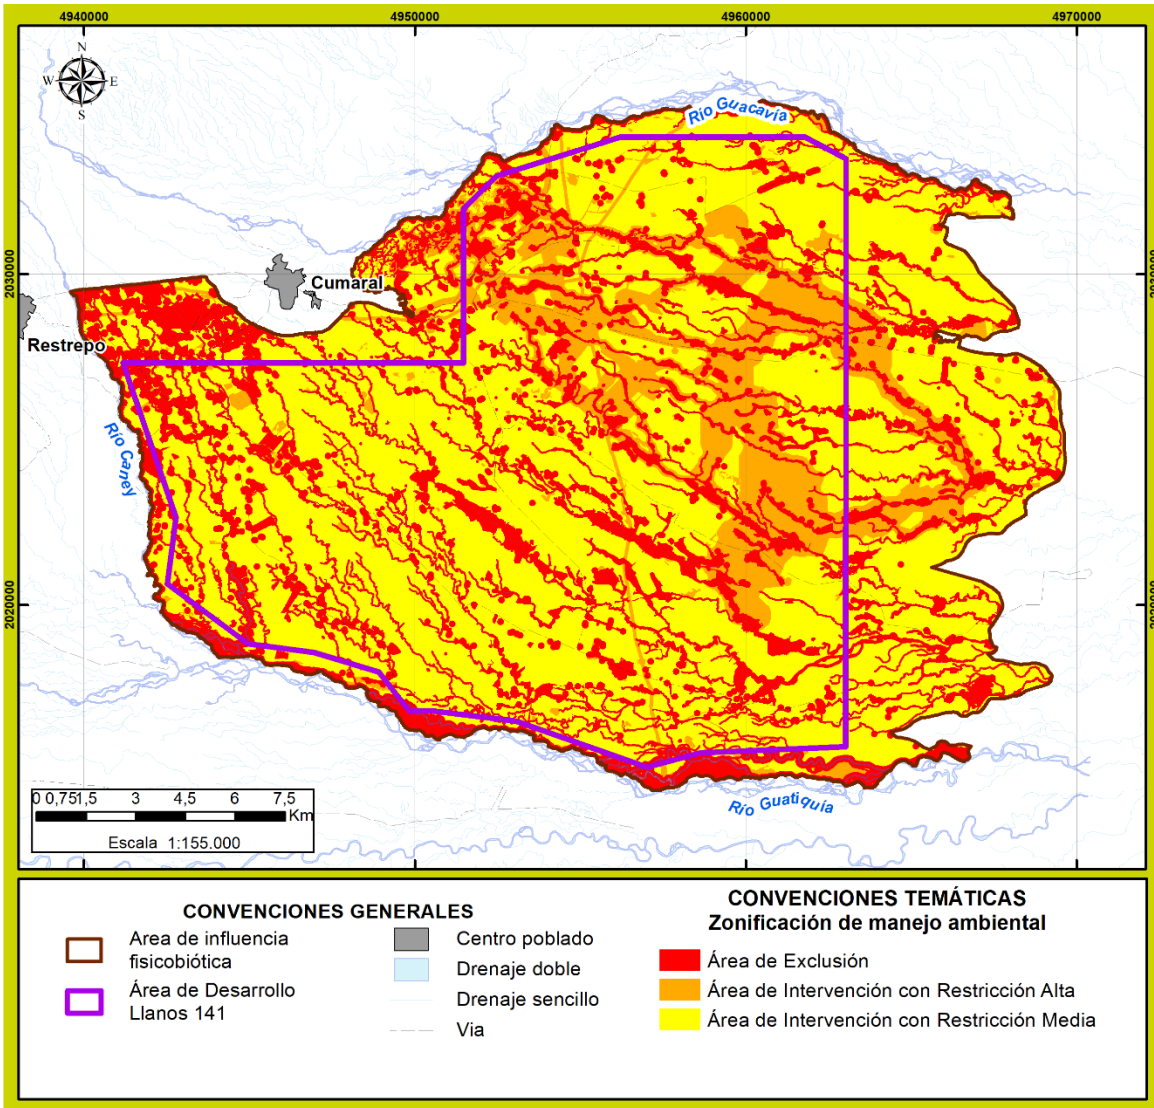 4940000 4950000 4960000 4970000
N
W E
S
Río Guacavía
2030000 2030000
Cumaral
Restrepo
Río Caney
2020000 2020000
0 0,75 1,5 3 4,5 6 7,5
Km
Escala 1:155.000
Río Guatiquía
CONVENCIONES GENERALES
Area de influencia
fisicobiótica
Área de Desarrollo
Llanos 141
Centro poblado
Drenaje doble
Drenaje sencillo
Via
CONVENCIONES TEMÁTICAS
Zonificación de manejo ambiental
Área de Exclusión
Área de Intervención con Restricción Alta
Área de Intervención con Restricción Media